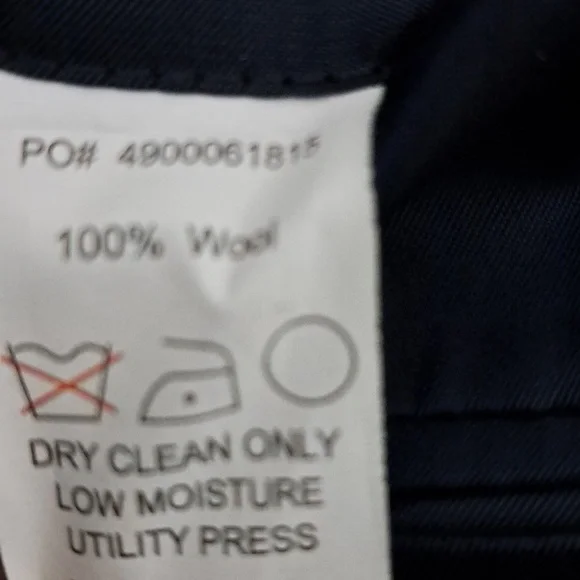 PO# 4900061815
100% Wool
DRY CLEAN ONLY
LOW MOISTURE
UTILITY PRESS